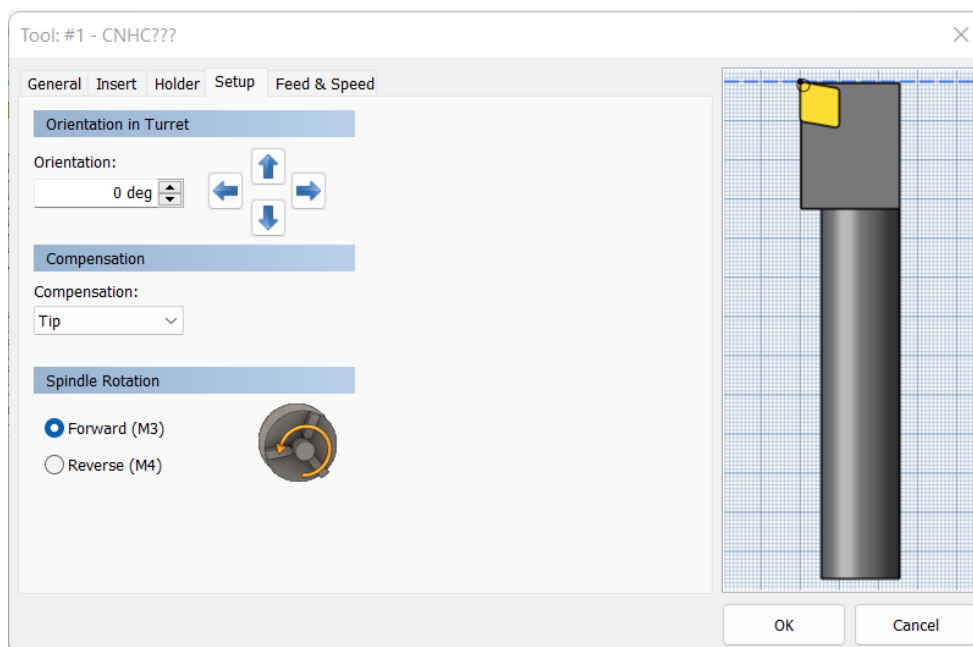 Tool: #1 - CNHC???
General Insert Holder Setup Feed & Speed
Orientation in Turret
Orientation:
0 deg
Compensation
Compensation:
Tip
Spindle Rotation
Forward (M3)
Reverse (M4)
OK Cancel